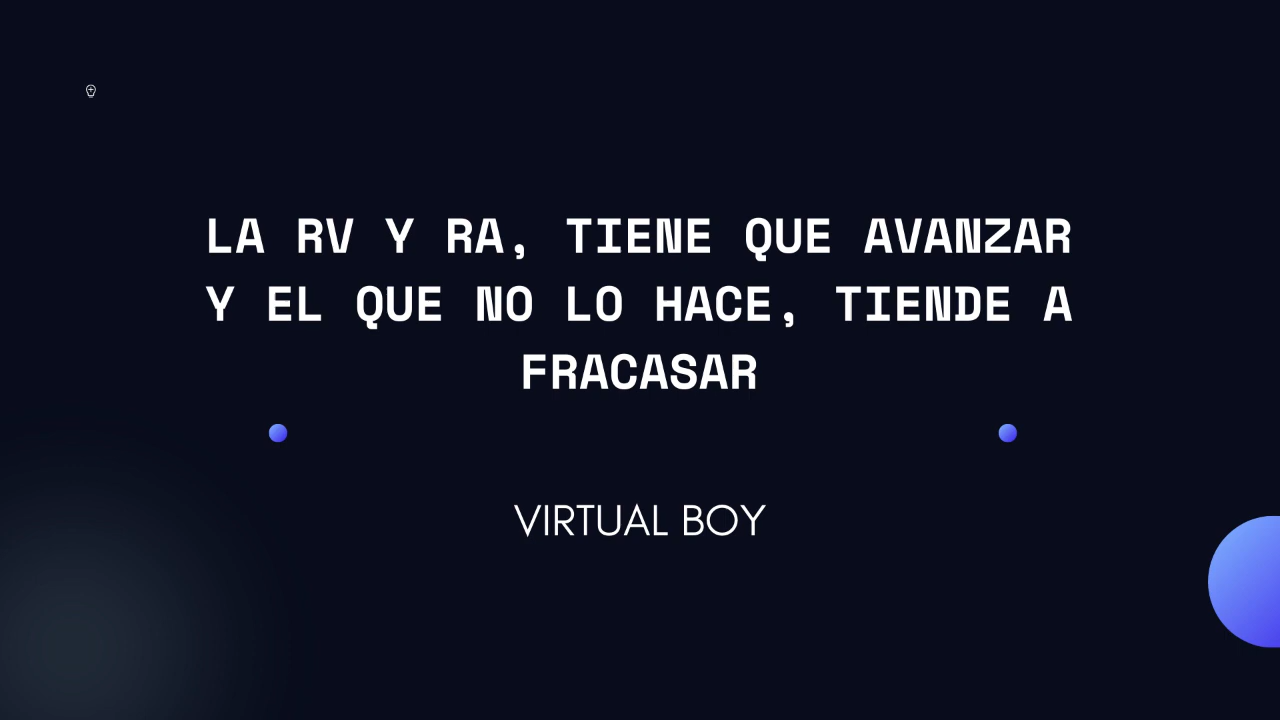 LA RV Y RA, TIENE QUE AVANZAR
Y EL QUE NO LO HACE, TIENDE A
FRACASAR
VIRTUAL BOY